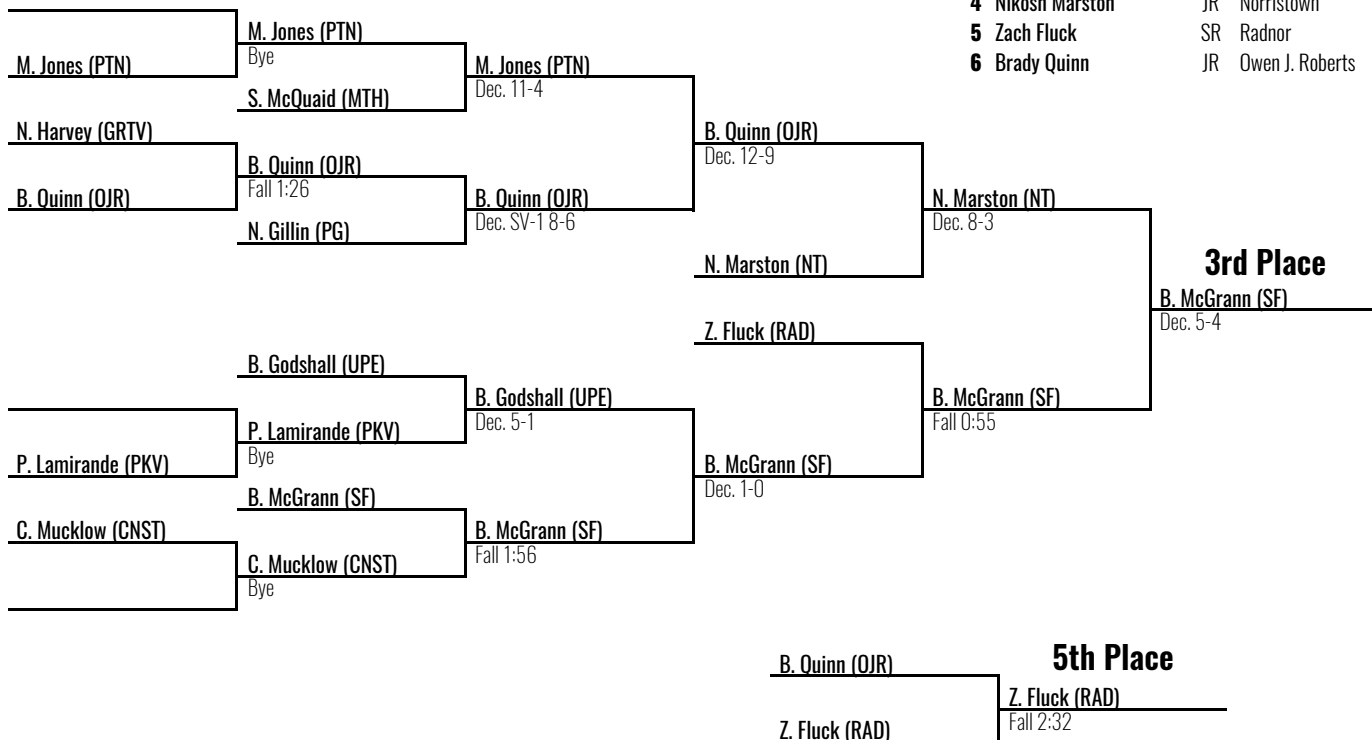 4 Nikosh Marston JR Norristown
5 Zach Fluck SR Radnor
6 Brady Quinn JR Owen J. Roberts
M. Jones (PTN)
M. Jones (PTN)
Bye
S. McQuaid (MTH)
M. Jones (PTN)
Dec. 11-4
N. Harvey (GRTV)
B. Quinn (OJR)
B. Quinn (OJR)
Fall 1:26
N. Gillin (PG)
B. Quinn (OJR)
Dec. SV-1 8-6
B. Quinn (OJR)
Dec. 12-9
N. Marston (NT)
N. Marston (NT)
Dec. 8-3
3rd Place
B. McGrann (SF)
Dec. 5-4
Z. Fluck (RAD)
B. Godshall (UPE)
P. Lamirande (PKV)
P. Lamirande (PKV)
Bye
B. Godshall (UPE)
Dec. 5-1
B. McGrann (SF)
C. Mucklow (CNST)
C. Mucklow (CNST)
Bye
B. McGrann (SF)
Fall 1:56
B. McGrann (SF)
Dec. 1-0
B. McGrann (SF)
Fall 0:55
5th Place
B. Quinn (OJR)
Z. Fluck (RAD)
Z. Fluck (RAD)
Fall 2:32